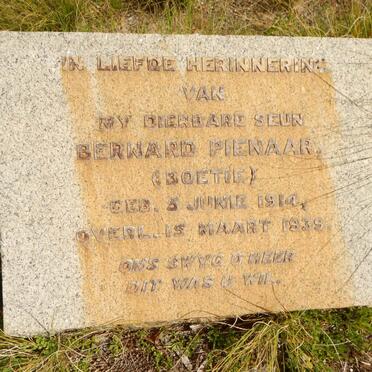 IN LIEFDE HERINNERING
VAN
MY DIERBARE SEUN
BERNARD PIENAAR.
(BOETIE)
GEB. 5 JUNIE 1914,
OVERL. 15 MAART 1939.
ONS SWYG O HEER
DIT WAS U WIL.